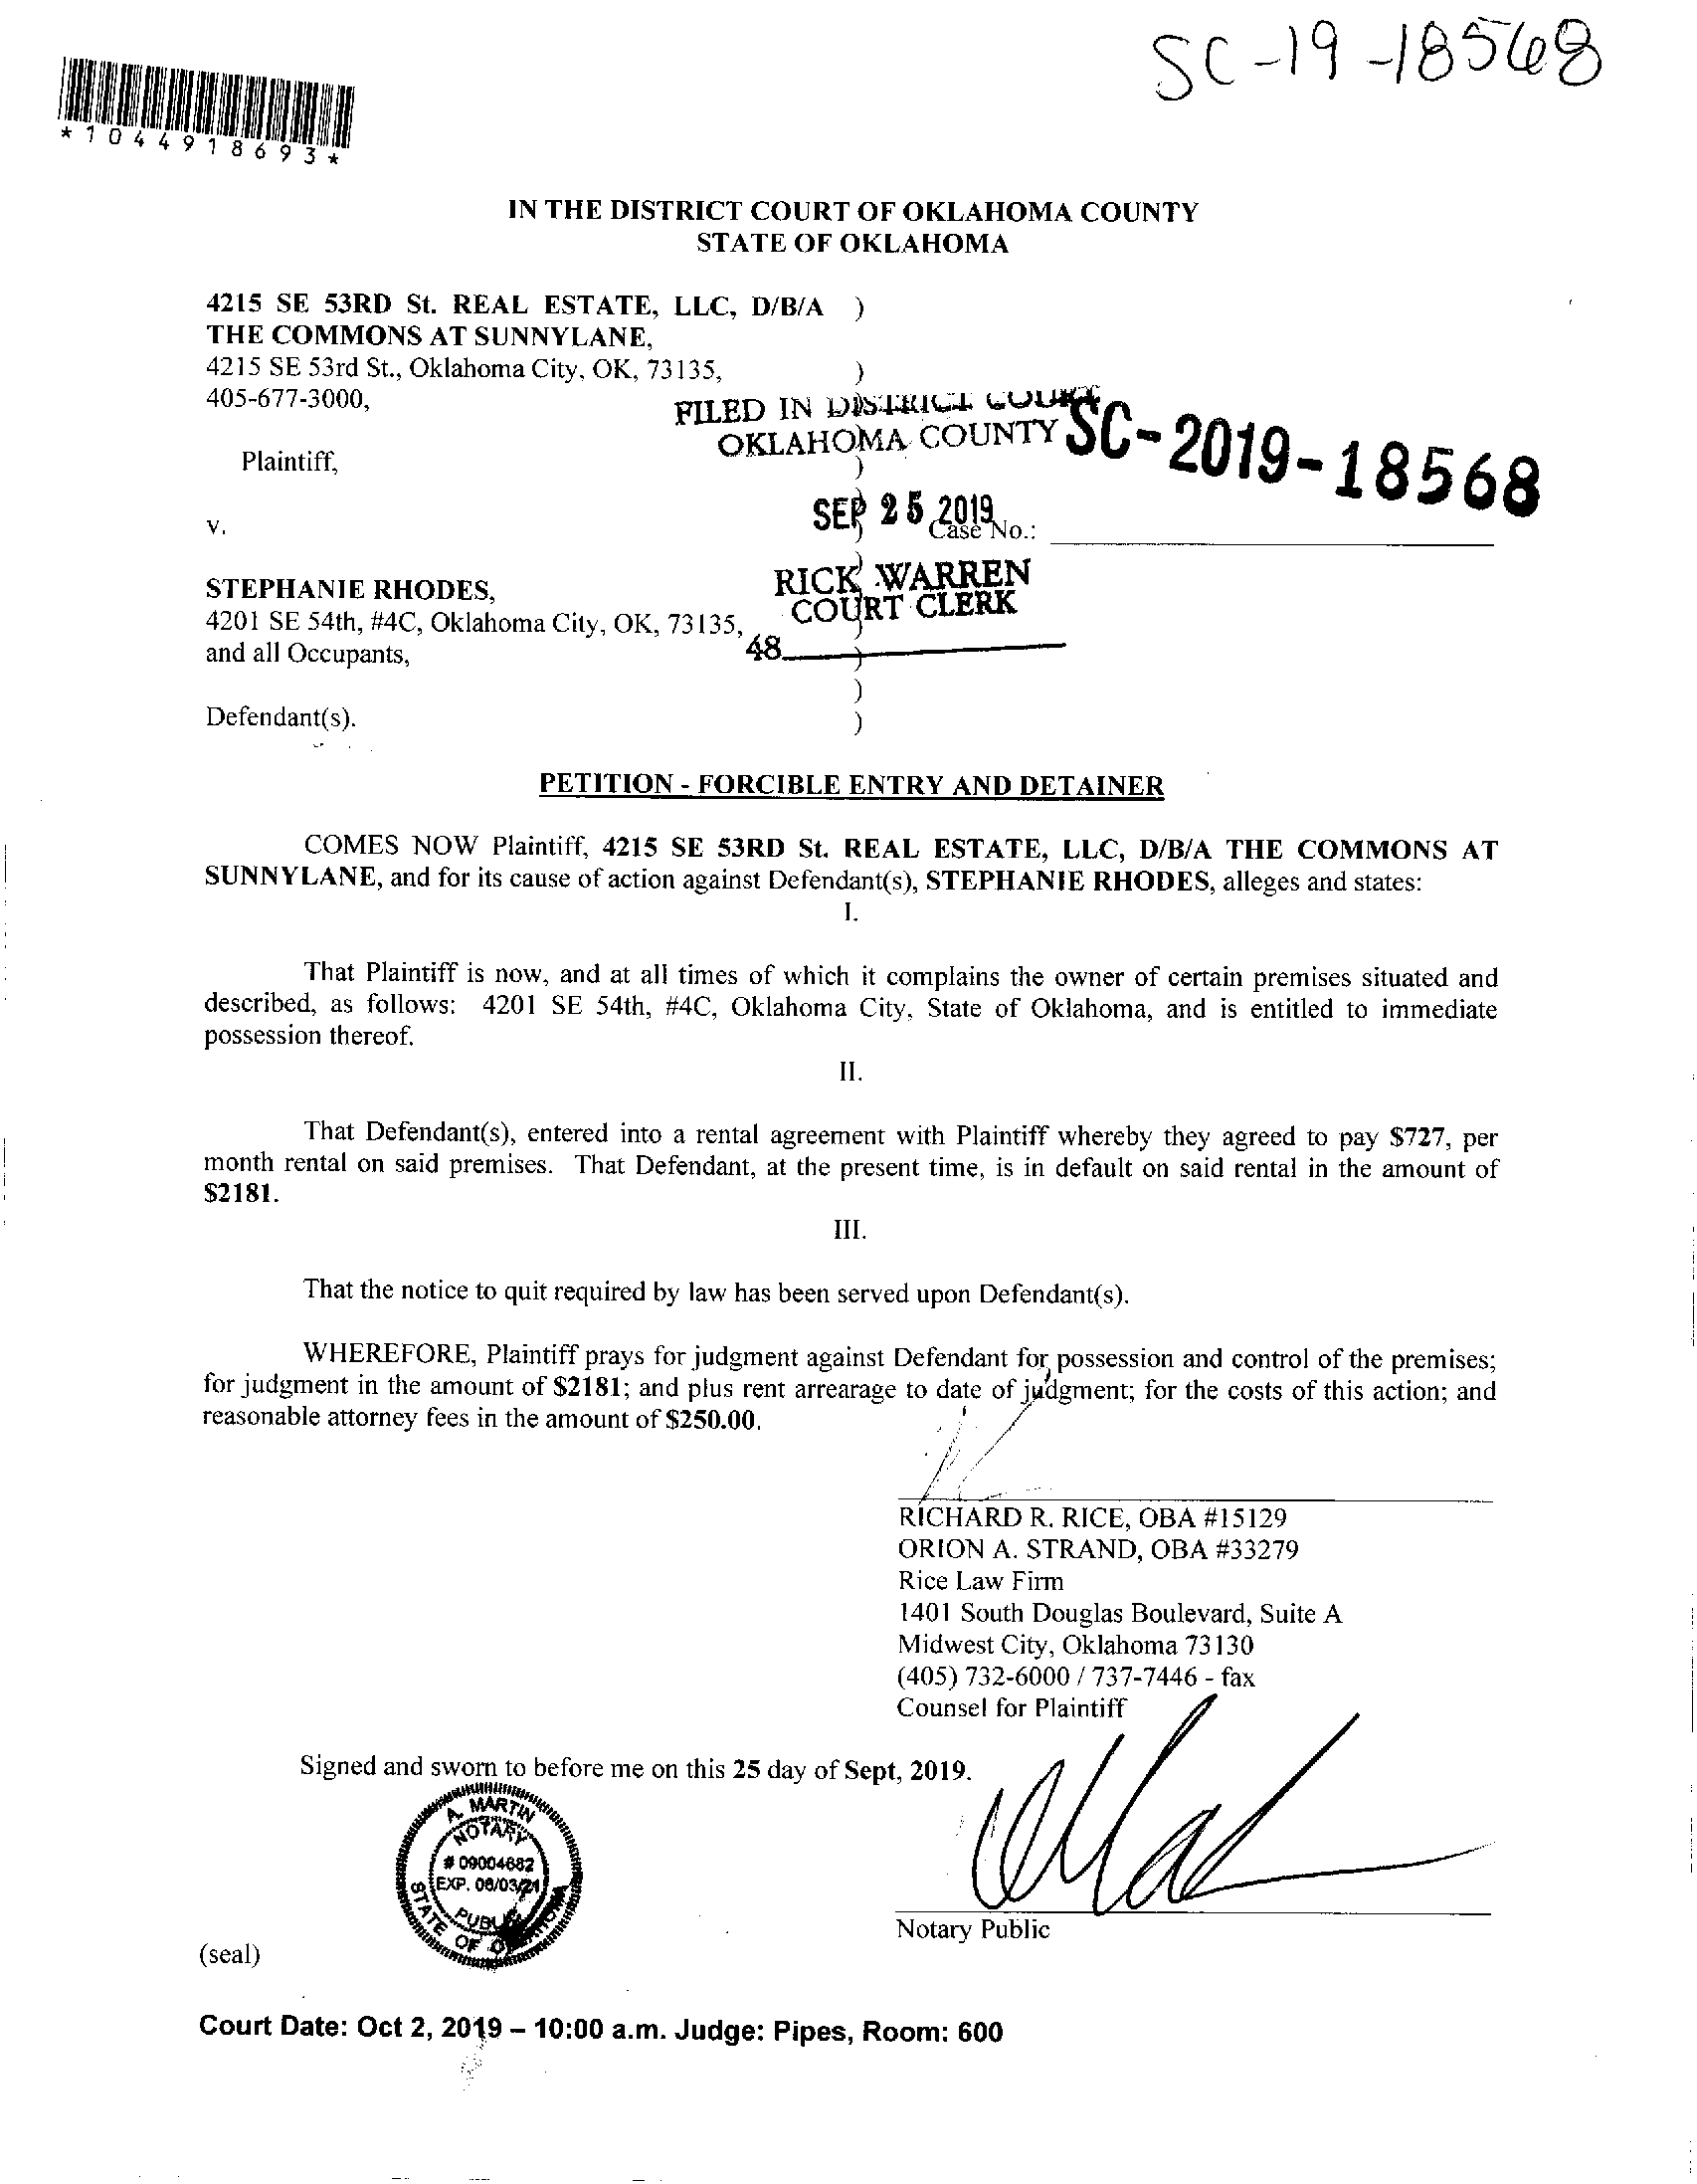 SC-19-18568
*1044918693*
IN THE DISTRICT COURT OF OKLAHOMA COUNTY
STATE OF OKLAHOMA
4215 SE 53RD St. REAL ESTATE, LLC, D/B/A )
THE COMMONS AT SUNNYLANE,
4215 SE 53rd St., Oklahoma City, OK, 73135, )
405-677-3000,
FILED IN DISTRICT COURT
OKLAHOMA COUNTY
SC-2019-18568
Plaintiff, )
SEP 25 2019
v. ) Case No.:
RICK WARREN
COURT CLERK
STEPHANIE RHODES, )
4201 SE 54th, #4C, Oklahoma City, OK, 73135, )
48
and all Occupants, )
)
Defendant(s). )
PETITION - FORCIBLE ENTRY AND DETAINER
COMES NOW Plaintiff, 4215 SE 53RD St. REAL ESTATE, LLC, D/B/A THE COMMONS AT
SUNNYLANE, and for its cause of action against Defendant(s), STEPHANIE RHODES, alleges and states:
I.
That Plaintiff is now, and at all times of which it complains the owner of certain premises situated and
described, as follows: 4201 SE 54th, #4C, Oklahoma City, State of Oklahoma, and is entitled to immediate
possession thereof.
II.
That Defendant(s), entered into a rental agreement with Plaintiff whereby they agreed to pay $727, per
month rental on said premises. That Defendant, at the present time, is in default on said rental in the amount of
$2181.
III.
That the notice to quit required by law has been served upon Defendant(s).
WHEREFORE, Plaintiff prays for judgment against Defendant for possession and control of the premises;
for judgment in the amount of $2181; and plus rent arrearage to date of judgment; for the costs of this action; and
reasonable attorney fees in the amount of $250.00.
RICHARD R. RICE, OBA #15129
ORION A. STRAND, OBA #33279
Rice Law Firm
1401 South Douglas Boulevard, Suite A
Midwest City, Oklahoma 73130
(405) 732-6000 / 737-7446 - fax
Counsel for Plaintiff
Signed and sworn to before me on this 25 day of Sept, 2019.
A. MARTIN
NOTARY
# 09004682
EXP. 06/03/21
PUBLIC
STATE OF OKLAHOMA
Notary Public
(seal)
Court Date: Oct 2, 2019 – 10:00 a.m. Judge: Pipes, Room: 600